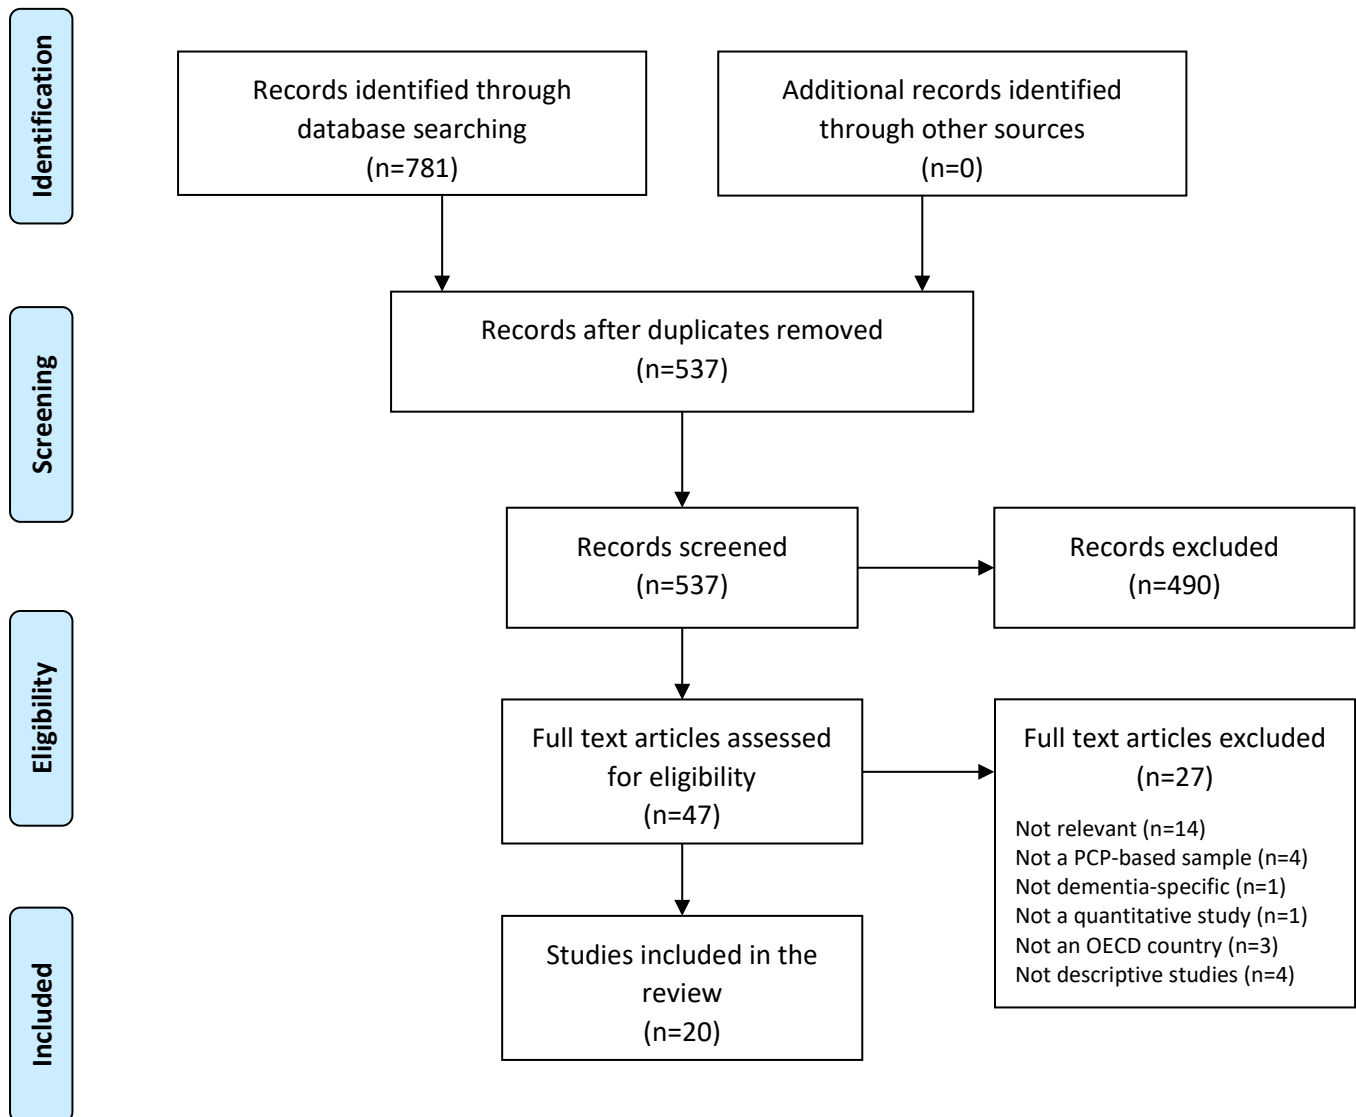 Identification
Records identified through
database searching
(n=781)
Additional records identified
through other sources
(n=0)
Screening
Records after duplicates removed
(n=537)
Records screened
(n=537)
Records excluded
(n=490)
Eligibility
Full text articles assessed
for eligibility
(n=47)
Full text articles excluded
(n=27)
Not relevant (n=14)
Not a PCP-based sample (n=4)
Not dementia-specific (n=1)
Not a quantitative study (n=1)
Not an OECD country (n=3)
Not descriptive studies (n=4)
Included
Studies included in the
review
(n=20)